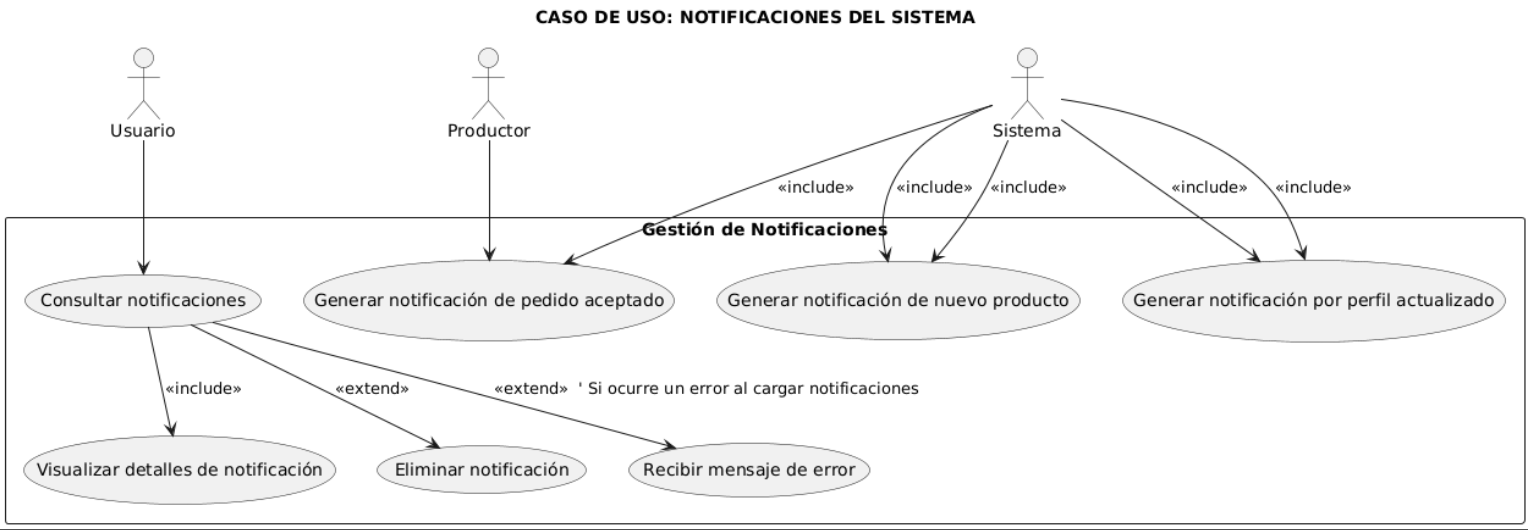 CASO DE USO: NOTIFICACIONES DEL SISTEMA
Usuario
Productor
Sistema
«include»
«include»
«include»
«include»
«include»
Gestión de Notificaciones
Consultar notificaciones
Generar notificación de pedido aceptado
Generar notificación de nuevo producto
Generar notificación por perfil actualizado
«include»
«extend»
«extend» ' Si ocurre un error al cargar notificaciones
Visualizar detalles de notificación
Eliminar notificación
Recibir mensaje de error